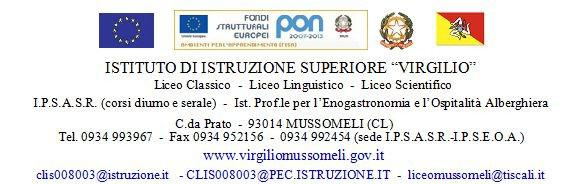 FONDI
STRUTTURALI
EUROPEI
pon
2007-2013
AMBIENTI PER L'APPRENDIMENTO (FESR)
ISTITUTO DI ISTRUZIONE SUPERIORE “VIRGILIO”
Liceo Classico - Liceo Linguistico - Liceo Scientifico
I.P.S.A.S.R. (corsi diurno e serale) - Ist. Prof.le per l’Enogastronomia e l’Ospitalità Alberghiera
C.da Prato - 93014 MUSSOMELI (CL)
Tel. 0934 993967 - Fax 0934 952156 - 0934 992454 (sede I.P.S.A.S.R.-I.P.S.E.O.A.)
www.virgiliomussomeli.gov.it
clis008003@istruzione.it - CLIS008003@PEC.ISTRUZIONE.IT - liceomussomeli@tiscali.it